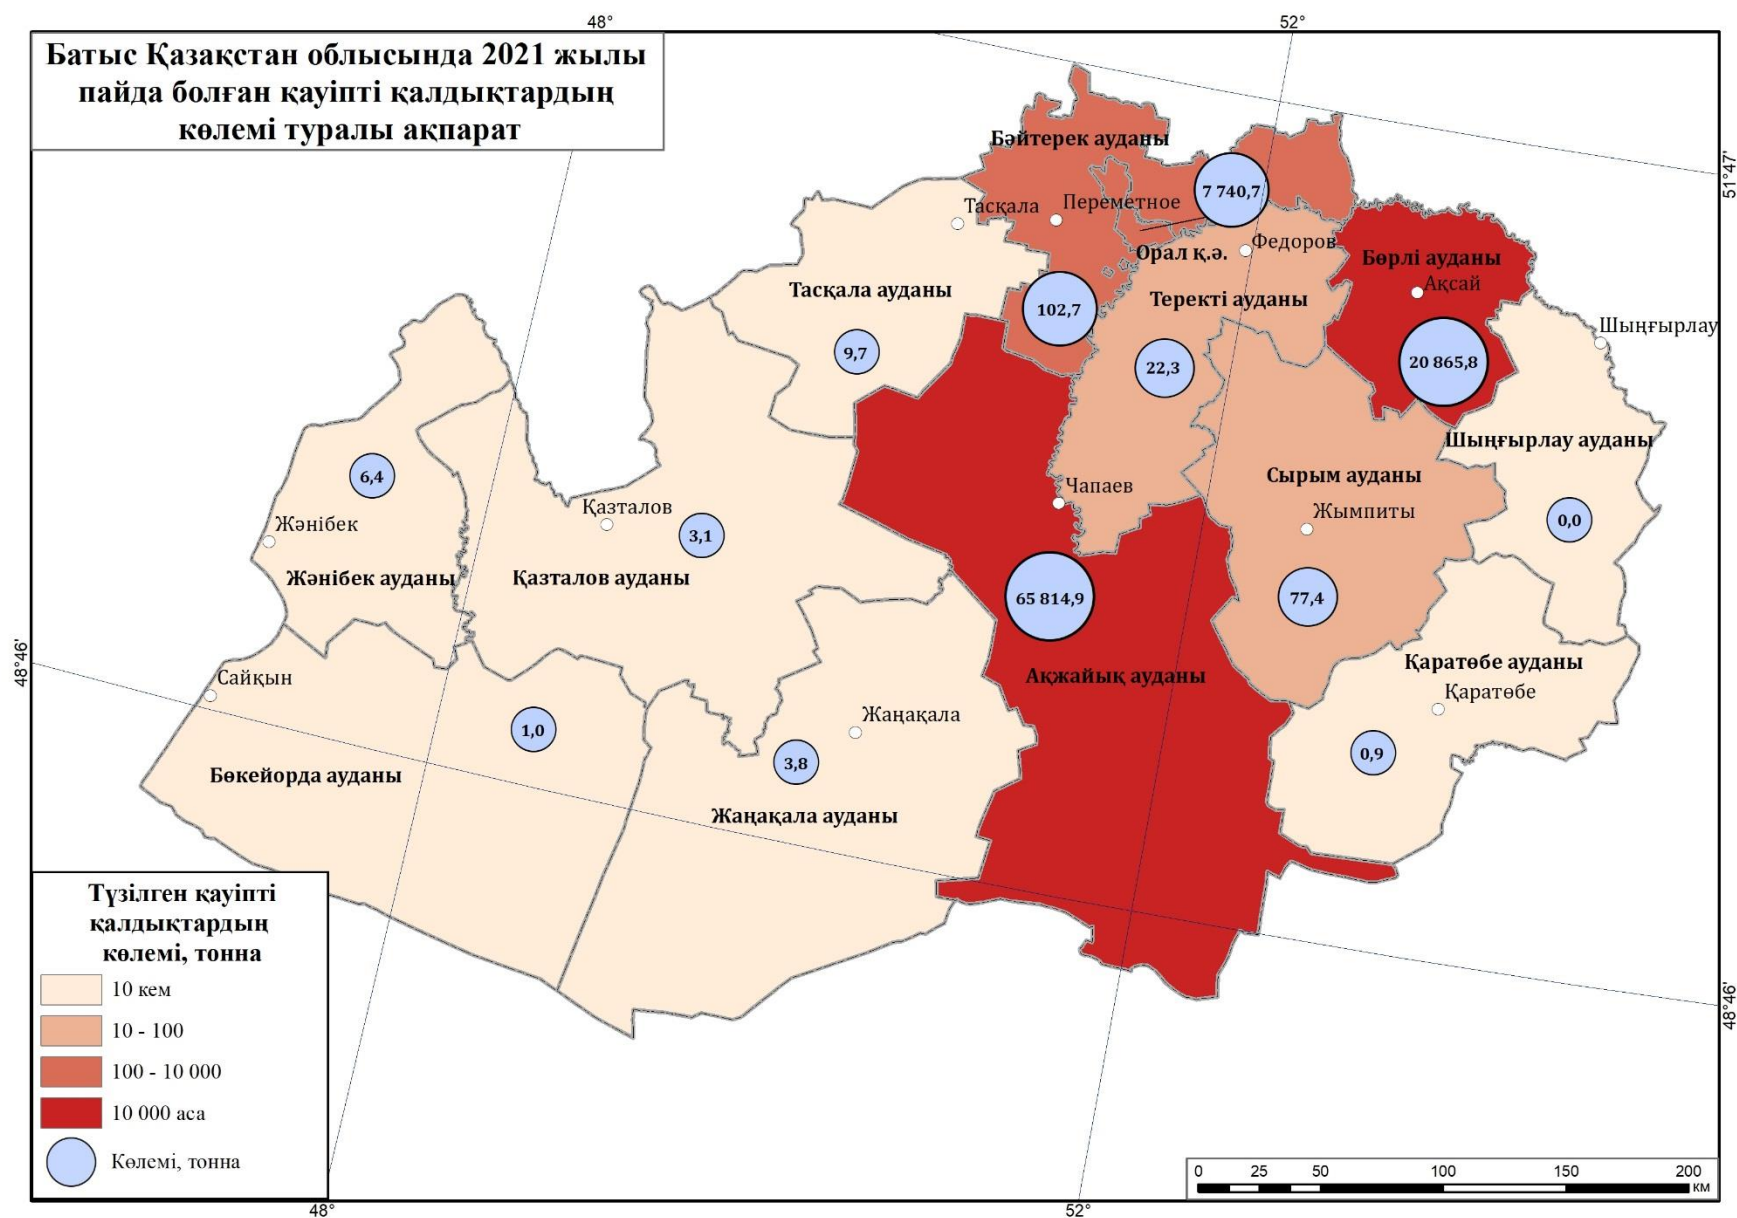 48°
52°
Батыс Қазақстан облысында 2021 жылы
пайда болған қауіпті қалдықтардың
көлемі туралы ақпарат
Бәйтерек ауданы
51°47'
7 740,7
Тасқала
Переметное
Федоров
Орал қ.ә.
Бөрлі ауданы
Ақсай
Тасқала ауданы
Теректі ауданы
102,7
Шыңғырлау
9,7
22,3
20 865,8
Шыңғырлау ауданы
6,4
Сырым ауданы
Чапаев
Қазталов
Жымпиты
Жәнібек
3,1
0,0
Жәнібек ауданы
Қазталов ауданы
65 814,9
77,4
48°46'
Сайқын
Ақжайық ауданы
Қаратөбе ауданы
Қаратөбе
Жаңақала
1,0
3,8
0,9
Бөкейорда ауданы
Жаңақала ауданы
Түзілген қауіпті
қалдықтардың
көлемі, тонна
10 кем
10 - 100
100 - 10 000
10 000 аса
Көлемі, тонна
48°46'
0 25 50 100 150 200
км
48°
52°